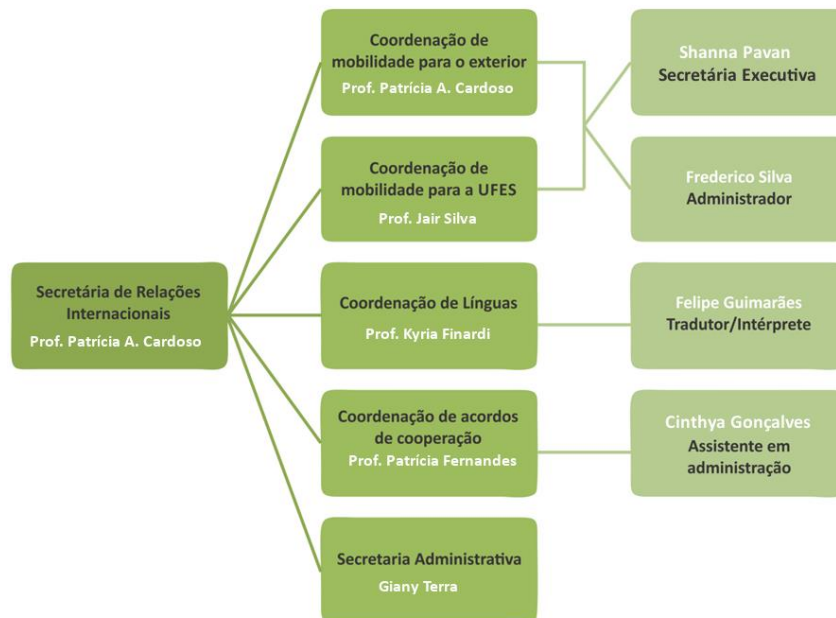 Secretária de Relações
Internacionais
Prof. Patrícia A. Cardoso
Coordenação de
mobilidade para o exterior
Prof. Patrícia A. Cardoso
Coordenação de
mobilidade para a UFES
Prof. Jair Silva
Coordenação de Línguas
Prof. Kyria Finardi
Coordenação de acordos
de cooperação
Prof. Patrícia Fernandes
Secretaria Administrativa
Giany Terra
Shanna Pavan
Secretária Executiva
Frederico Silva
Administrador
Felipe Guimarães
Tradutor/Intérprete
Cinthya Gonçalves
Assistente em
administração